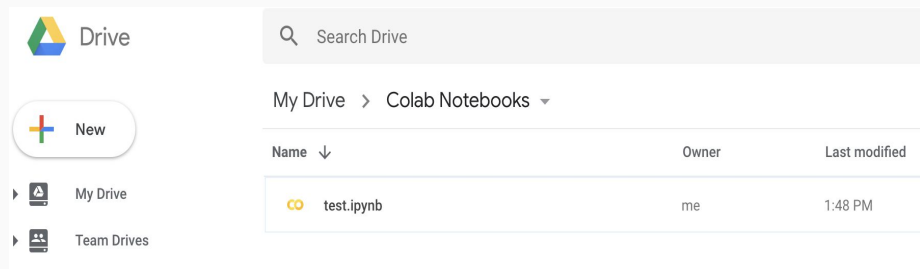 Drive
Search Drive
My Drive > Colab Notebooks
New
Name Owner Last modified
My Drive
test.ipynb me 1:48 PM
Team Drives